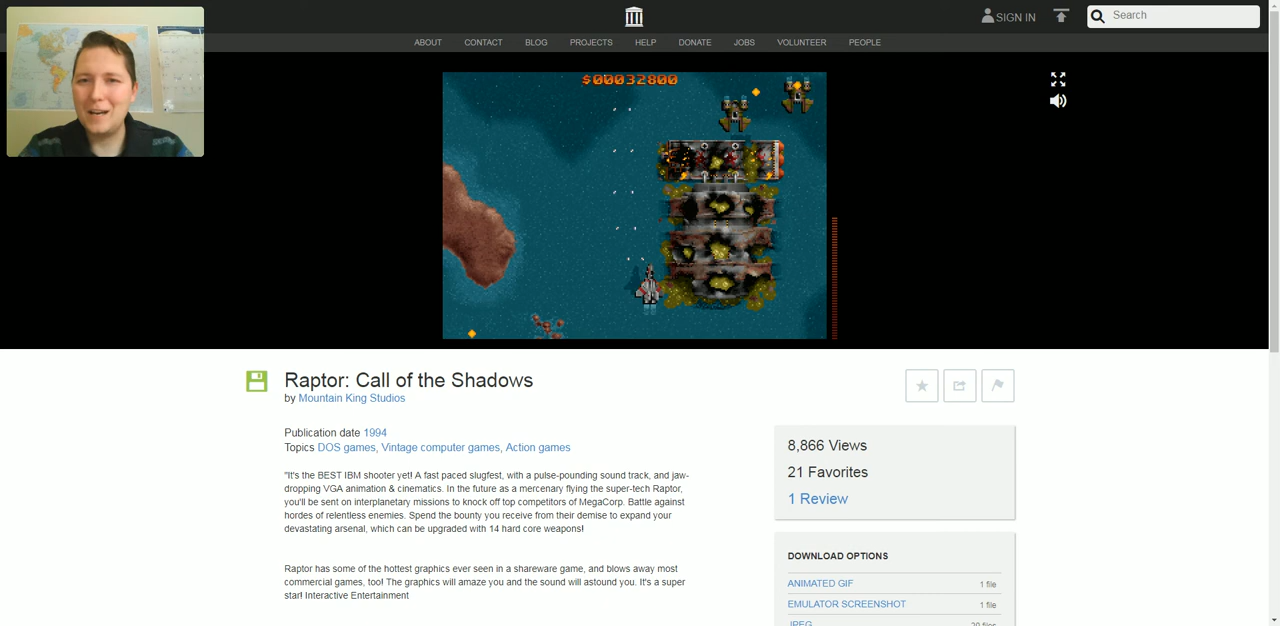 SIGN IN
Search
ABOUT CONTACT BLOG PROJECTS HELP DONATE JOBS VOLUNTEER PEOPLE
$00032800
Raptor: Call of the Shadows
by Mountain King Studios
Publication date 1994
Topics DOS games, Vintage computer games, Action games
"It's the BEST IBM shooter yet! A fast paced slugfest, with a pulse-pounding sound track, and jaw-
dropping VGA animation & cinematics. In the future as a mercenary flying the super-tech Raptor,
you'll be sent on interplanetary missions to knock off top competitors of MegaCorp. Battle against
hordes of relentless enemies. Spend the bounty you receive from their demise to expand your
devastating arsenal, which can be upgraded with 14 hard core weapons!
Raptor has some of the hottest graphics ever seen in a shareware game, and blows away most
commercial games, too! The graphics will amaze you and the sound will astound you. It's a super
star! Interactive Entertainment
8,866 Views
21 Favorites
1 Review
DOWNLOAD OPTIONS
ANIMATED GIF 1 file
EMULATOR SCREENSHOT 1 file
JPEG